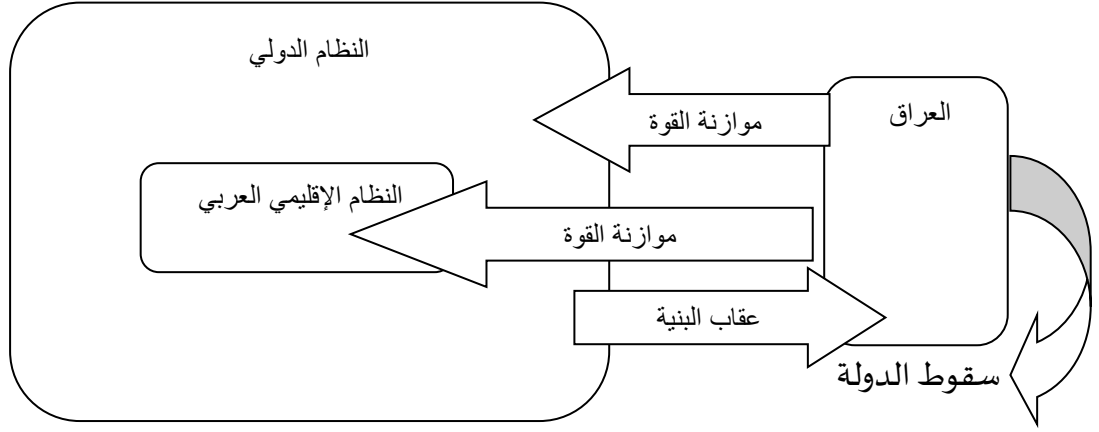 النظام الدولي
العراق
موازنة القوة
النظام الإقليمي العربي
موازنة القوة
عقاب البنية
سقوط الدولة